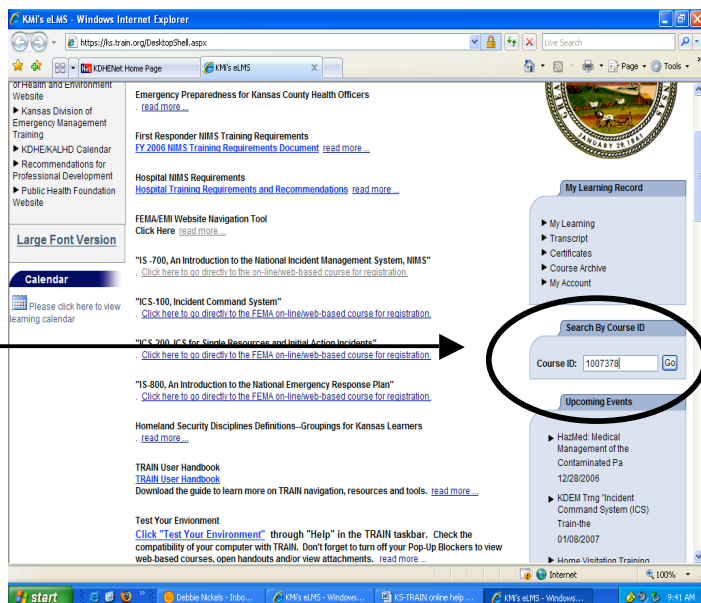 KMi's eLMS - Windows Internet Explorer
https://ks.train.org/DesktopShell.aspx
Live Search
KDHENet Home Page
KMi's eLMS
Page
Tools
of Health and Environment
Website
Kansas Division of
Emergency Management
Training
KDHE/KALHD Calendar
Recommendations for
Professional Development
Public Health Foundation
Website
Large Font Version
Calendar
Please click here to view
learning calendar
Emergency Preparedness for Kansas County Health Officers
. read more ...
First Responder NIMS Training Requirements
FY 2006 NIMS Training Requirements Document read more ...
Hospital NIMS Requirements
Hospital Training Requirements and Recommendations read more ...
FEMA/EMI Website Navigation Tool
Click Here read more ...
"IS -700, An Introduction to the National Incident Management System, NIMS"
. Click here to go directly to the on-line/web-based course for registration.
"ICS-100, Incident Command System"
. Click here to go directly to the FEMA on-line/web-based course for registration.
"ICS-200, ICS for Single Resources and Initial Action Incidents"
. Click here to go directly to the FEMA on-line/web-based course for registration.
"IS-800, An Introduction to the National Emergency Response Plan"
. Click here to go directly to the FEMA on-line/web-based course for registration.
Homeland Security Disciplines Definitions--Groupings for Kansas Learners
. read more ...
TRAIN User Handbook
TRAIN User Handbook
Download the guide to learn more on TRAIN navigation, resources and tools. read more ...
Test Your Envionment
Click "Test Your Environment" through "Help" in the TRAIN taskbar. Check the
compatibility of your computer with TRAIN. Don't forget to turn off your Pop-Up Blockers to view
web-based courses, open handouts and/or view attachments. read more ...
KANSAS
JANUARY 29, 1861
My Learning Record
My Learning
Transcript
Certificates
Course Archive
My Account
Search By Course ID
Course ID: 1007378 Go
Upcoming Events
HazMed: Medical
Management of the
Contaminated Pa
12/28/2006
KDEM Trng "Incident
Command System (ICS)
Train-the
01/08/2007
Home Visitation Training
Internet
100%
start
Debbie Nickels - Inbo...
KMi's eLMS - Windows...
KS-TRAIN online help ...
KMi's eLMS - Windows...
9:41 AM